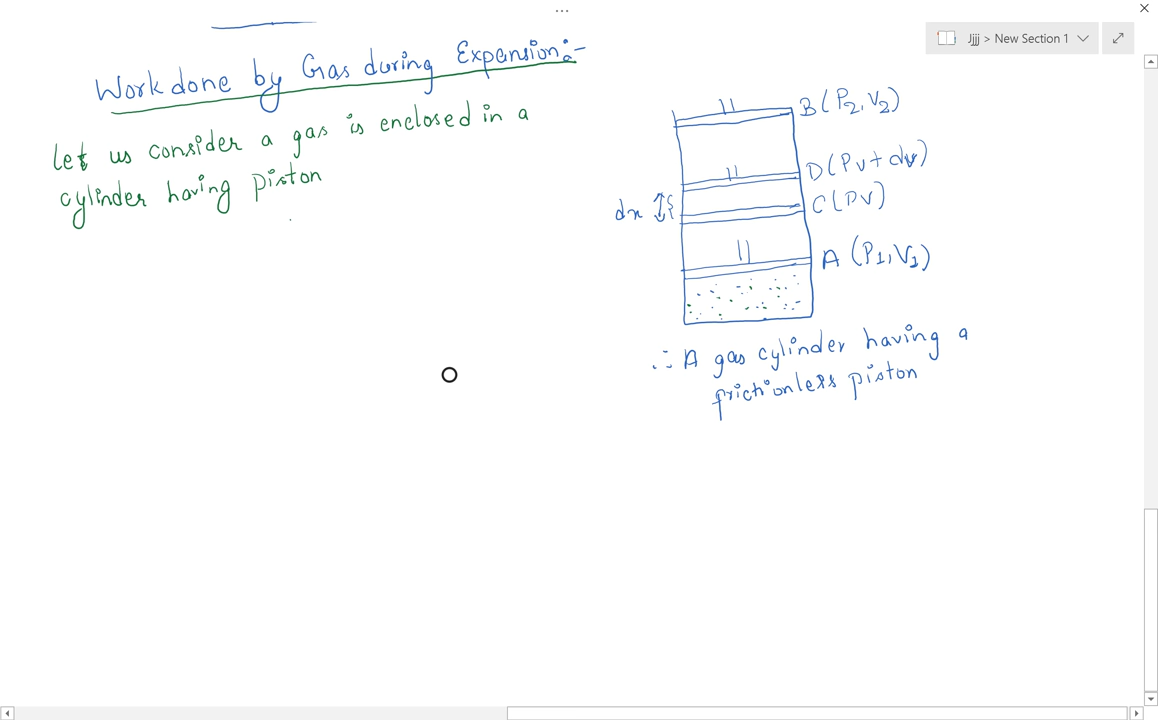 ...
Jjjj > New Section 1
Work done by Gas during Expansion:-
Let us consider a gas is enclosed in a
cylinder having piston
B (P2, V2)
D (P V + dv)
dx
C (P V)
A (P1, V1)
∴ A gas cylinder having a
frictionless piston